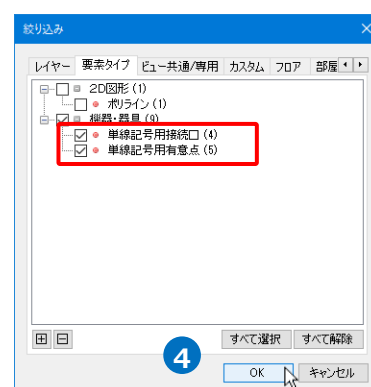 絞り込み
レイヤー 要素タイプ ビュー共通/専用 カスタム フロア 部屋
2D図形 (1)
ポリライン (1)
機器・器具 (9)
単線記号用接続口 (4)
単線記号用有意点 (5)
すべて選択 すべて解除
4
OK キャンセル